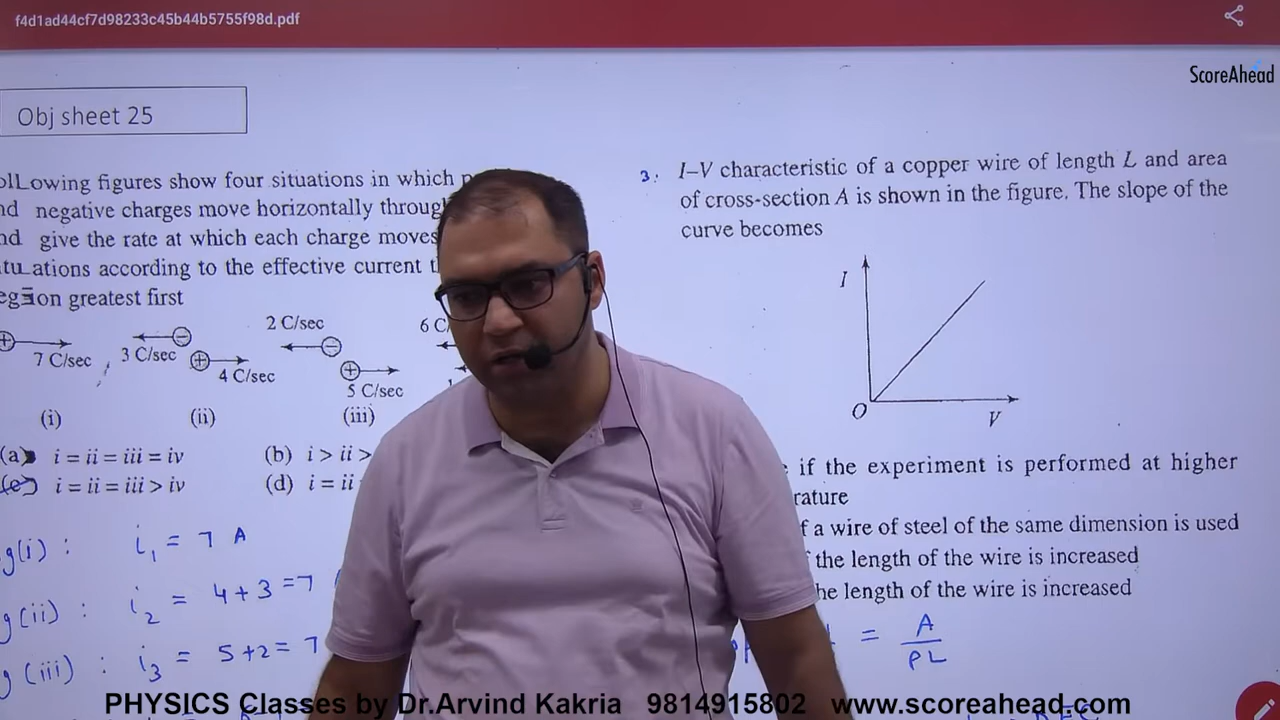 f4d1ad44cf7d98233c45b44b5755f98d.pdf
ScoreAhead
Obj sheet 25
Lowing figures show four situations in which
negative charges move horizontally through
give the rate at which each charge moves
ations according to the effective current
on greatest first
7 C/sec
3 C/sec
4 C/sec
2 C/sec
5 C/sec
6 C/
(i) (ii) (iii)
(a) i = ii = iii = iv (b) i > ii >
(c) i = ii = iii > iv (d) i = ii
g(i) : i₁ = 7 A
g(ii) : i₂ = 4+3 =7
g(iii) : i₃ = 5+2= 7
3. I–V characteristic of a copper wire of length L and area
of cross-section A is shown in the figure. The slope of the
curve becomes
I
O V
if the experiment is performed at higher
rature
f a wire of steel of the same dimension is used
the length of the wire is increased
he length of the wire is increased
= A
ρL
PHYSICS Classes by Dr.Arvind Kakria 9814915802 www.scoreahead.com